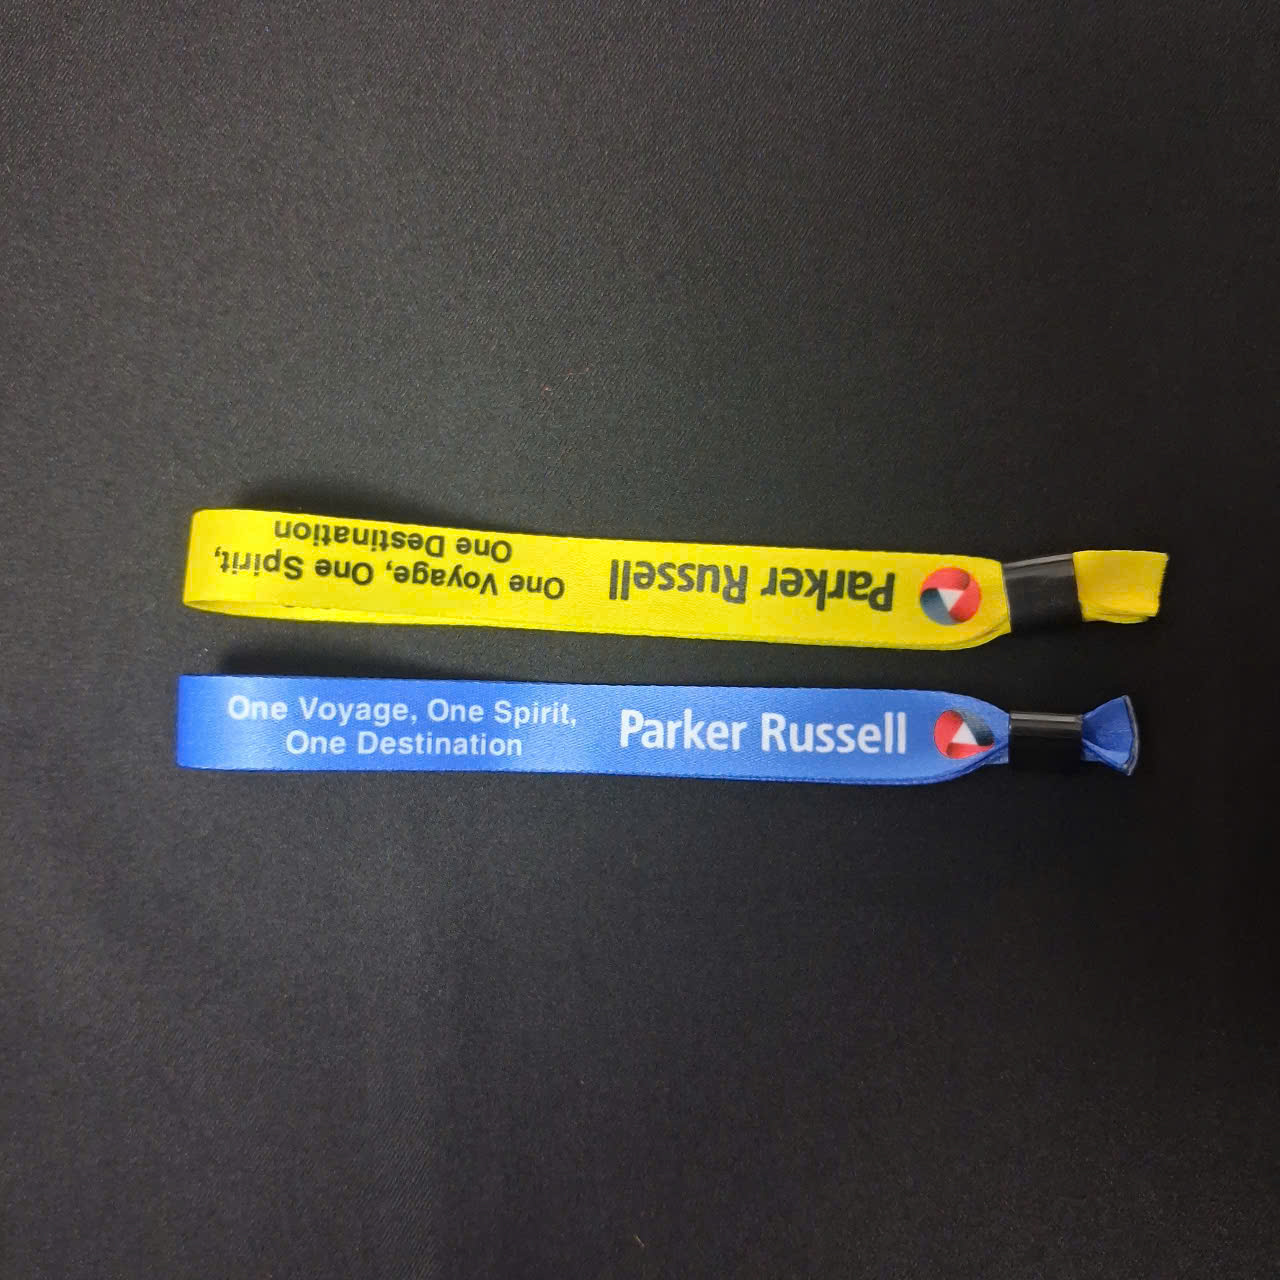 One Voyage, One Spirit,
One Destination
Parker Russell
One Voyage, One Spirit,
One Destination
Parker Russell